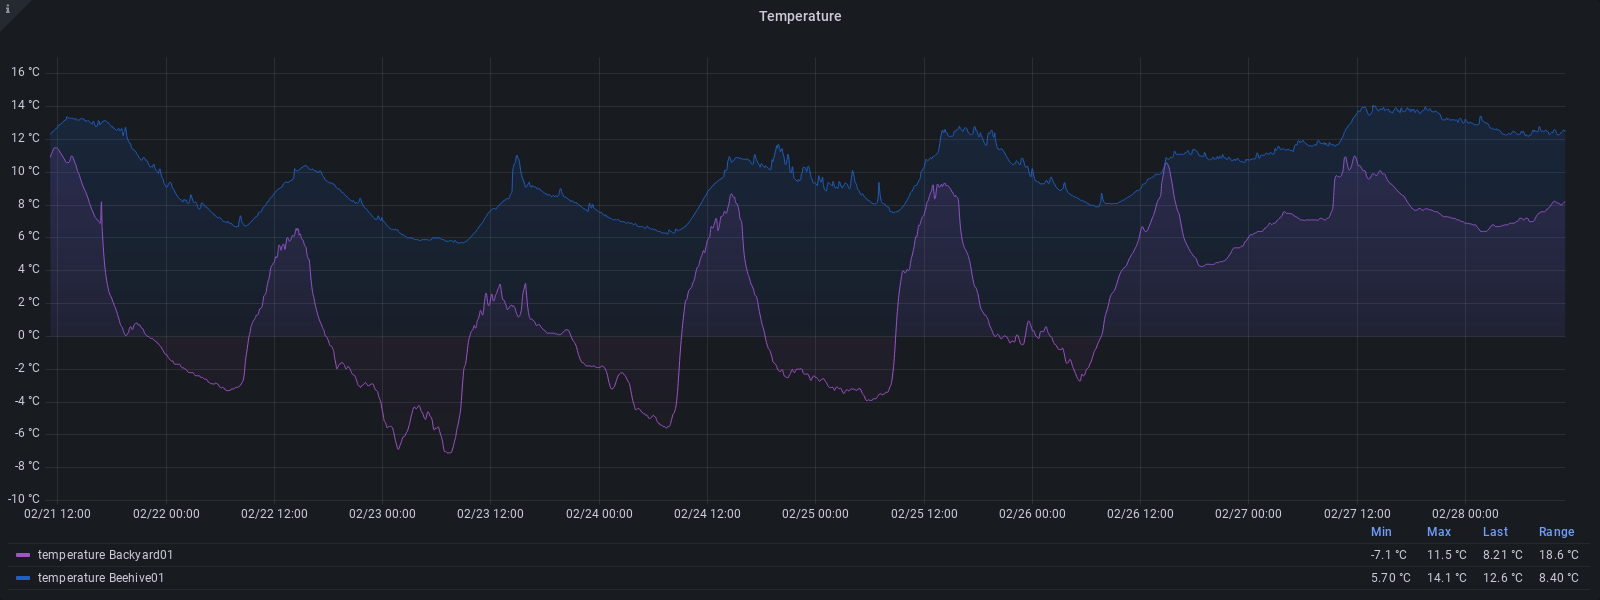 i
Temperature
16 °C
14 °C
12 °C
10 °C
8 °C
6 °C
4 °C
2 °C
0 °C
-2 °C
-4 °C
-6 °C
-8 °C
-10 °C
02/21 12:00 02/22 00:00 02/22 12:00 02/23 00:00 02/23 12:00 02/24 00:00 02/24 12:00 02/25 00:00 02/25 12:00 02/26 00:00 02/26 12:00 02/27 00:00 02/27 12:00 02/28 00:00
Min Max Last Range
temperature Backyard01 -7.1 °C 11.5 °C 8.21 °C 18.6 °C
temperature Beehive01 5.70 °C 14.1 °C 12.6 °C 8.40 °C